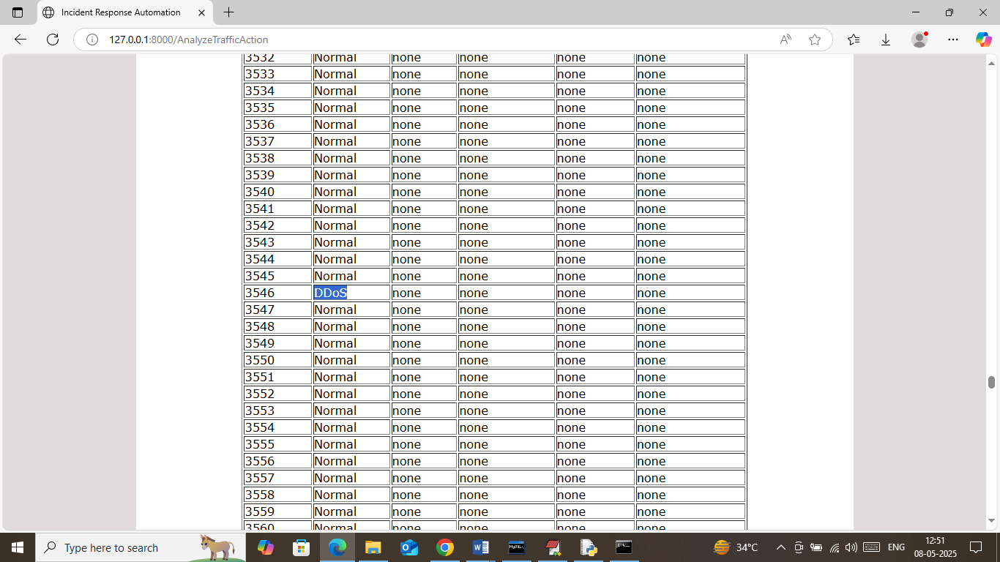 Incident Response Automation
127.0.0.1:8000/AnalyzeTrafficAction
3532 Normal none none none none
3533 Normal none none none none
3534 Normal none none none none
3535 Normal none none none none
3536 Normal none none none none
3537 Normal none none none none
3538 Normal none none none none
3539 Normal none none none none
3540 Normal none none none none
3541 Normal none none none none
3542 Normal none none none none
3543 Normal none none none none
3544 Normal none none none none
3545 Normal none none none none
3546 DDoS none none none none
3547 Normal none none none none
3548 Normal none none none none
3549 Normal none none none none
3550 Normal none none none none
3551 Normal none none none none
3552 Normal none none none none
3553 Normal none none none none
3554 Normal none none none none
3555 Normal none none none none
3556 Normal none none none none
3557 Normal none none none none
3558 Normal none none none none
3559 Normal none none none none
3560 Normal none none none none
Type here to search
34°C
ENG
12:51
08-05-2025